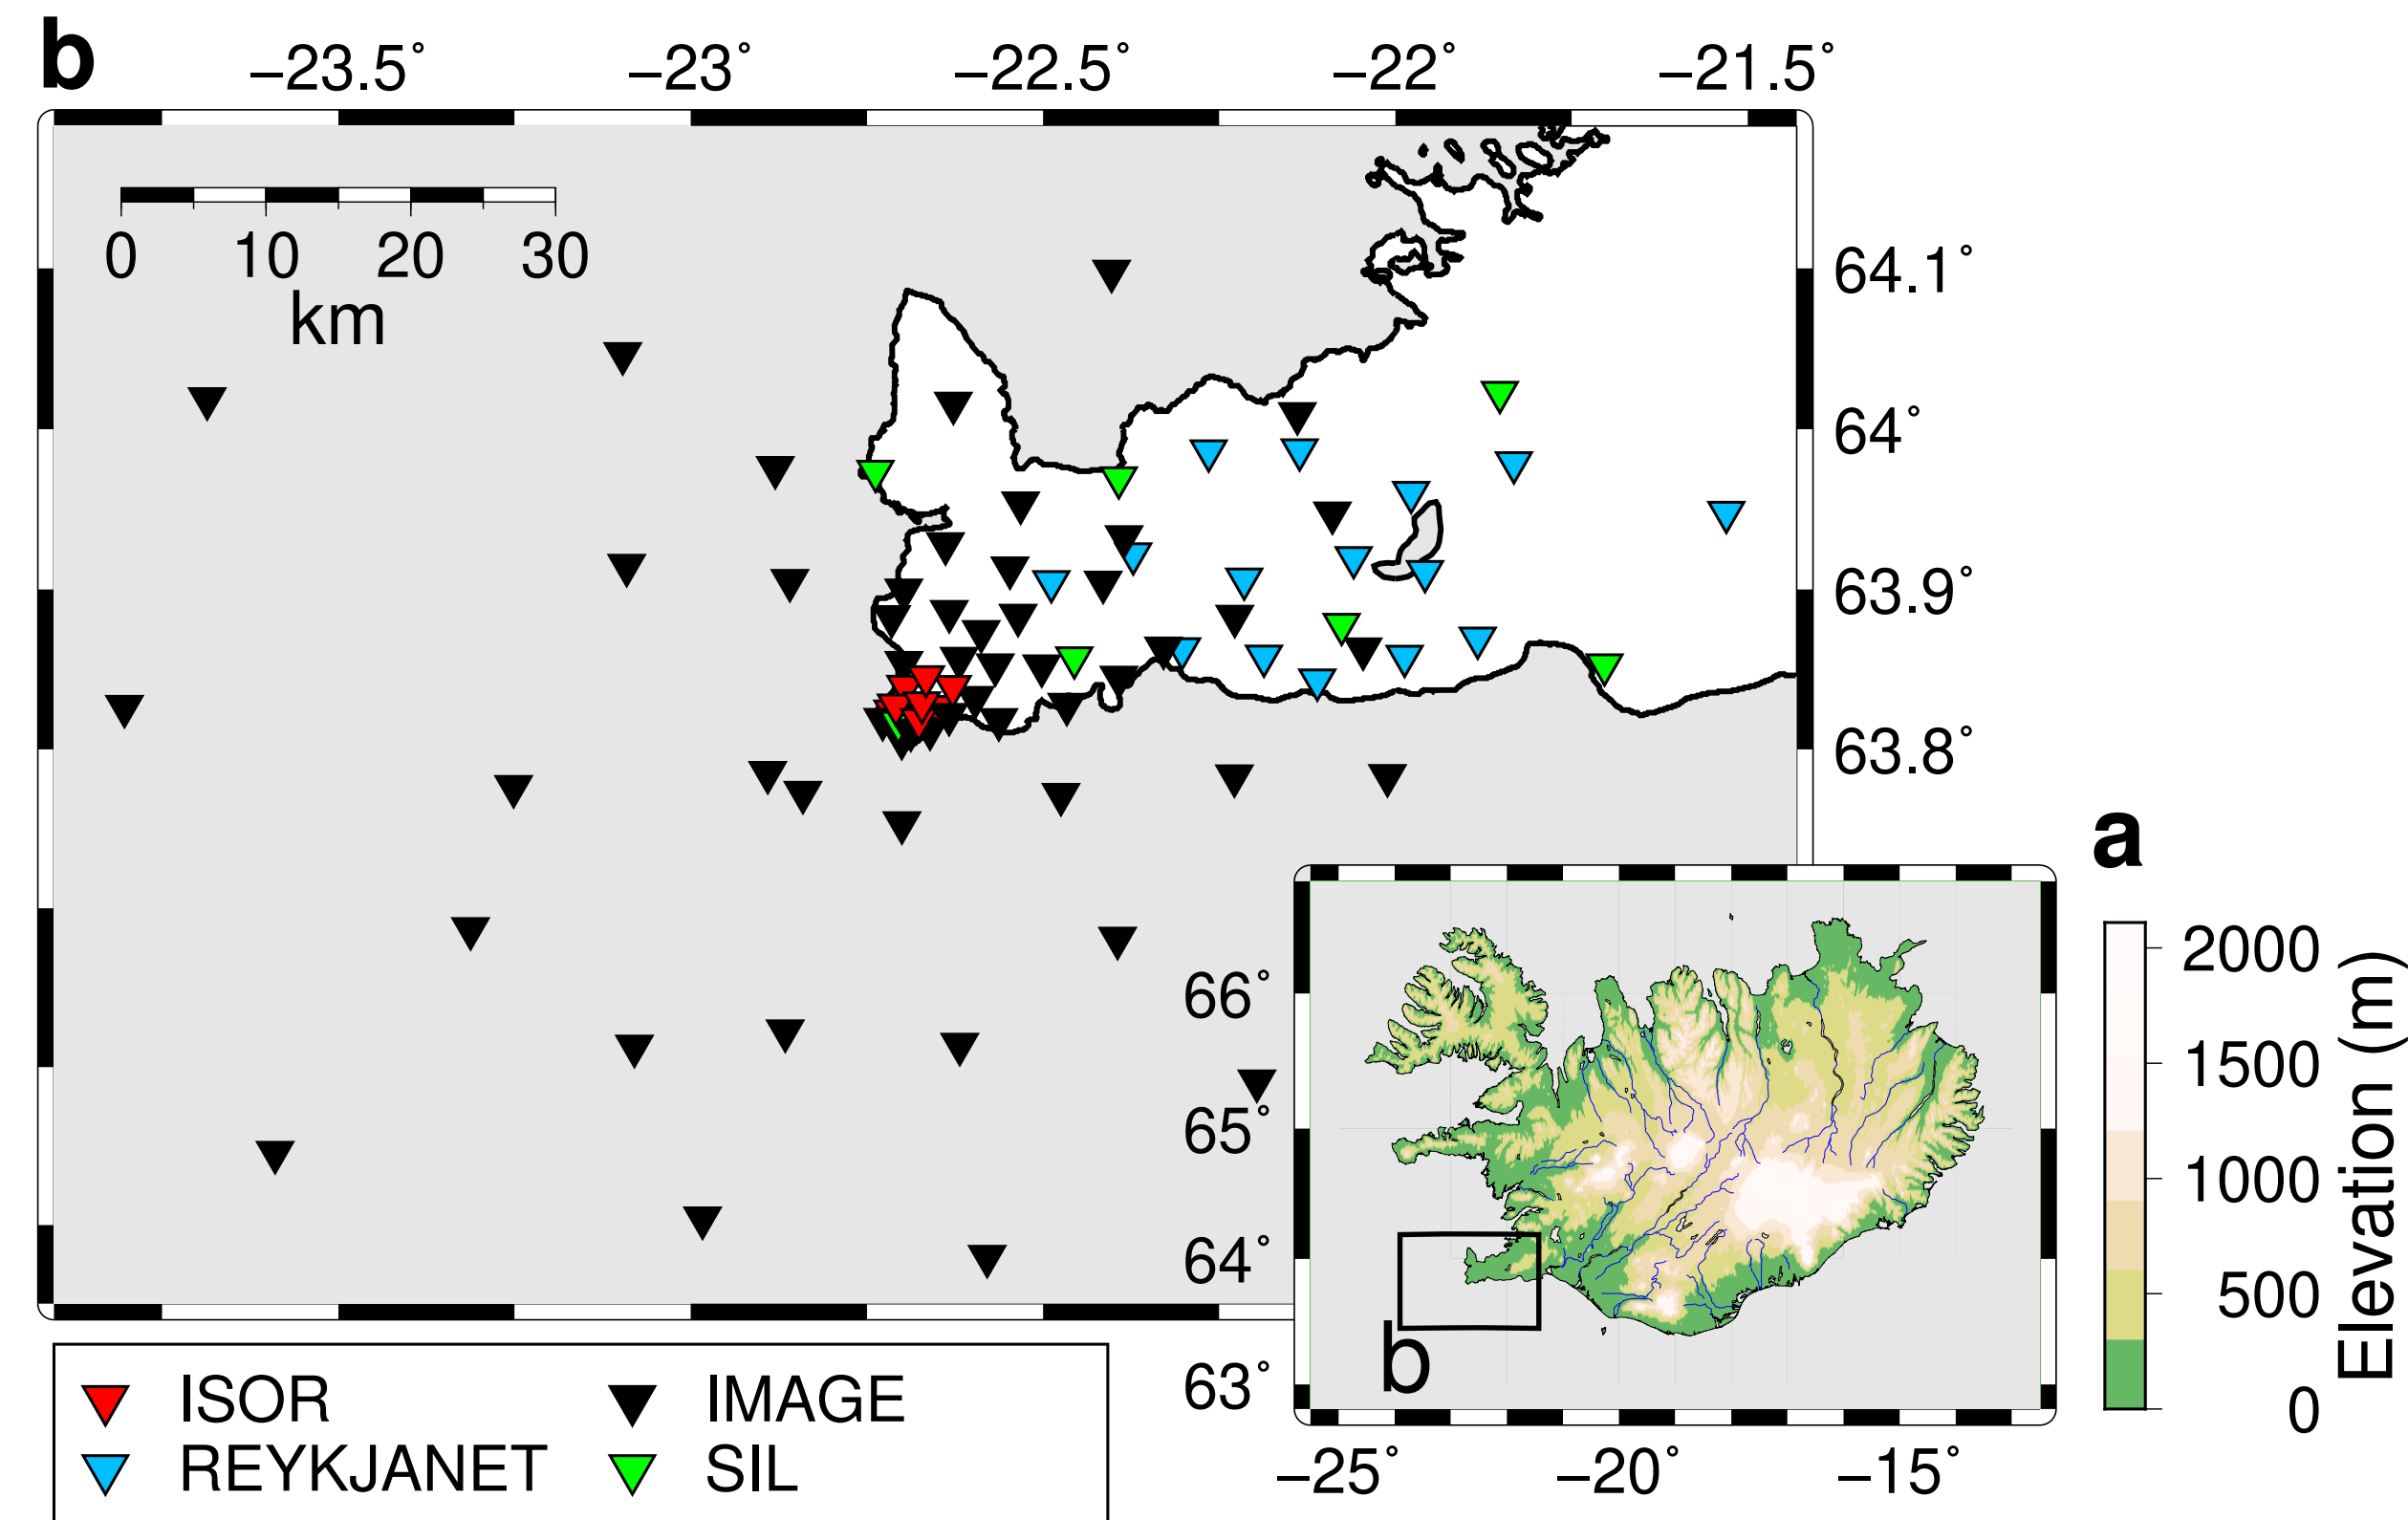 b
−23.5° −23° −22.5° −22° −21.5°
0 10 20 30
km
64.1°
64°
63.9°
63.8°
a
66°
65°
64°
63°
b
−25° −20° −15°
2000
1500
1000
500
0
Elevation (m)
ISOR IMAGE
REYKJANET SIL